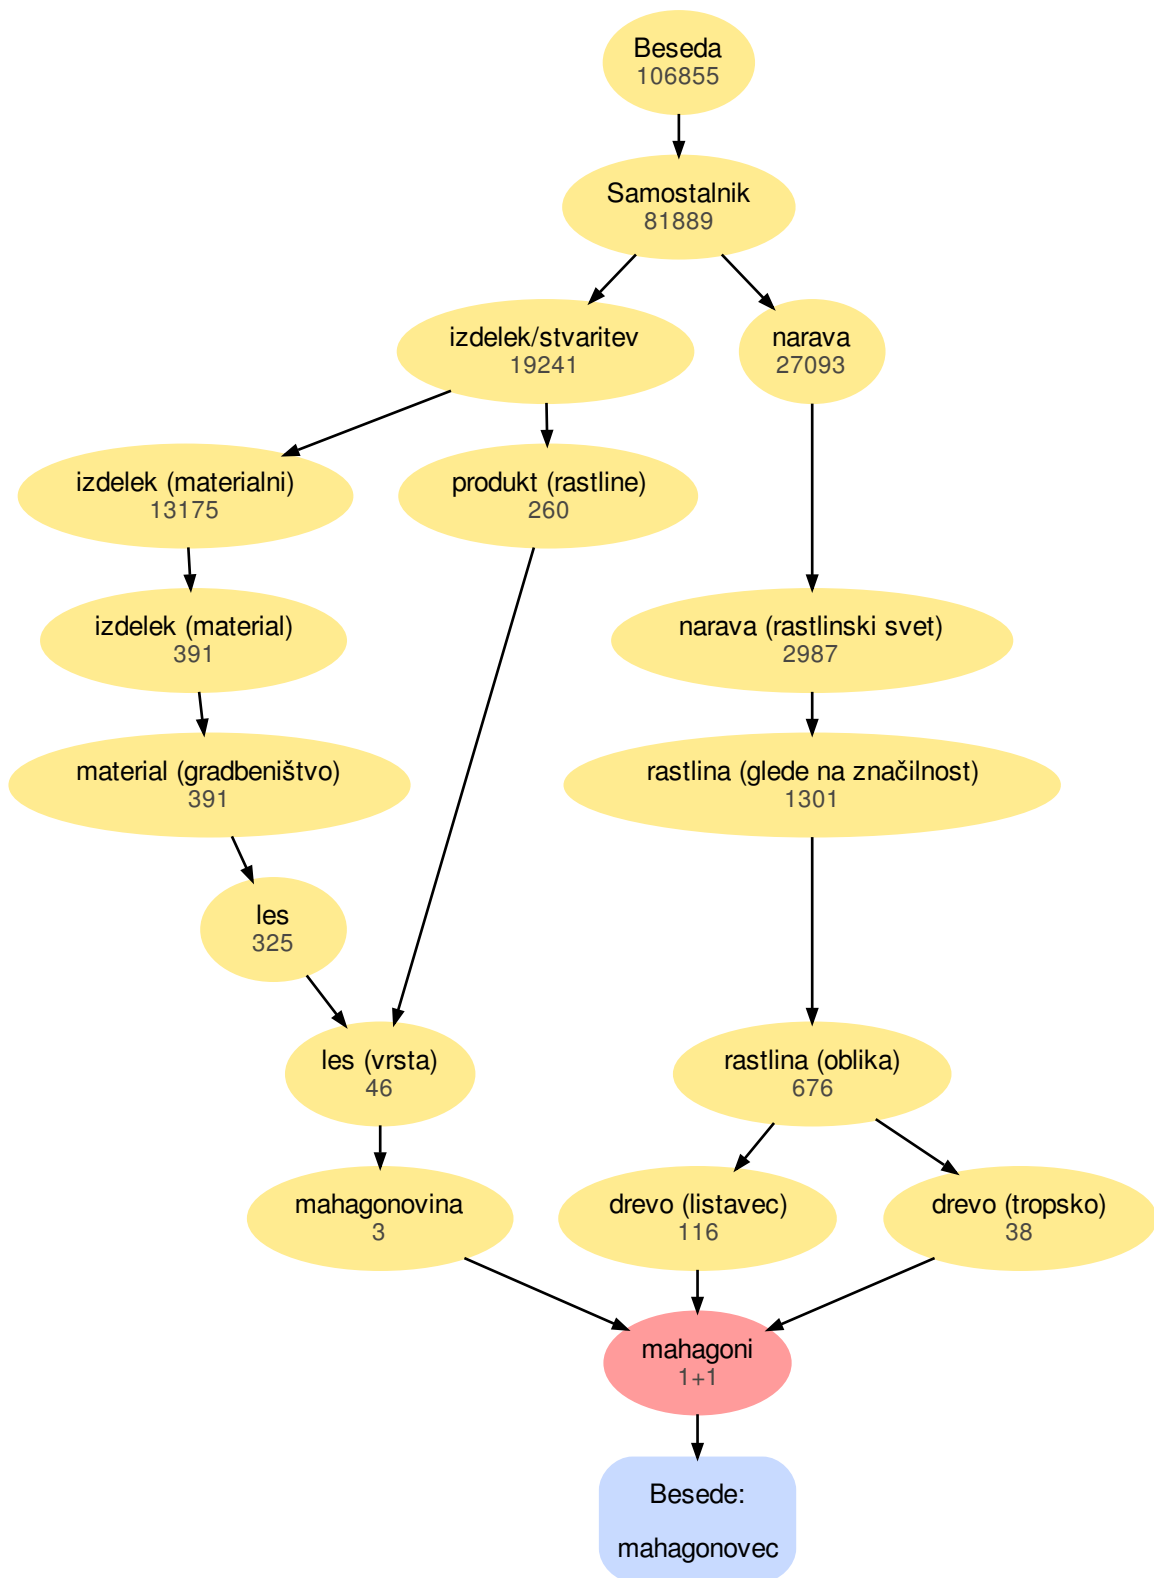 Beseda
106855
Samostalnik
81889
izdelek/stvaritev
19241
narava
27093
izdelek (materialni)
13175
produkt (rastline)
260
izdelek (material)
391
narava (rastlinski svet)
2987
material (gradbeništvo)
391
rastlina (glede na značilnost)
1301
les
325
les (vrsta)
46
rastlina (oblika)
676
mahagonovina
3
drevo (listavec)
116
drevo (tropsko)
38
mahagoni
1+1
Besede:
mahagonovec